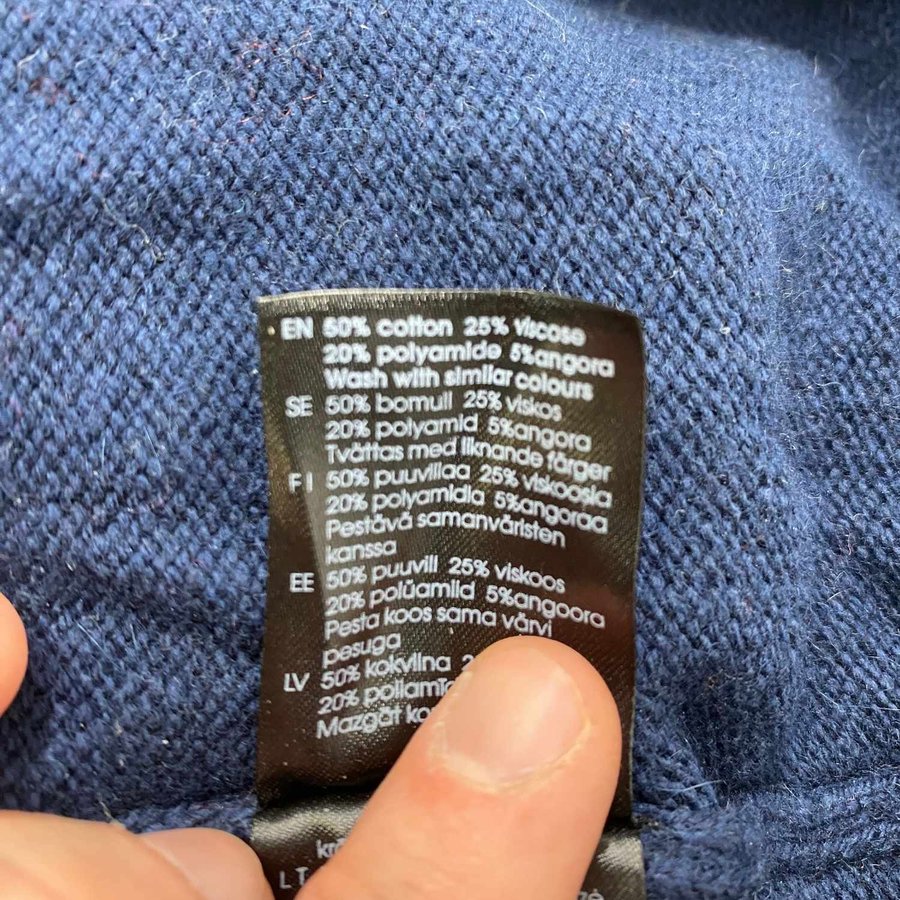 EN 50% cotton 25% viscose
20% polyamide 5%angora
Wash with similar colours
SE 50% bomull 25% viskos
20% polyamid 5%angora
Tvättas med liknande färger
FI 50% puuvillaa 25% viskoosia
20% polyamidia 5%angoraa
Pestävä samanväristen
kanssa
EE 50% puuvill 25% viskoos
20% polüamiid 5%angoora
Pesta koos sama värvi
pesuga
LV 50% kokvilna
20%
Mazgāt
LT